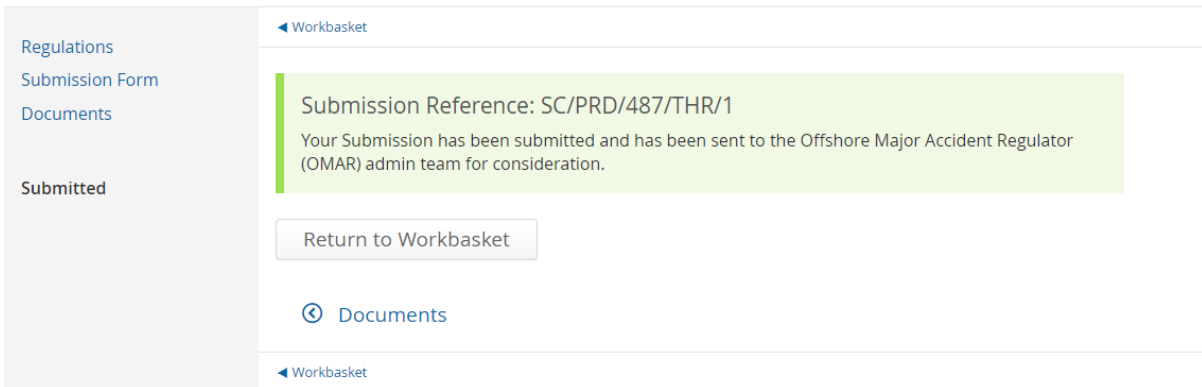 Regulations
Submission Form
Documents
Submitted
Workbasket
Submission Reference: SC/PRD/487/THR/1
Your Submission has been submitted and has been sent to the Offshore Major Accident Regulator
(OMAR) admin team for consideration.
Return to Workbasket
Documents
Workbasket